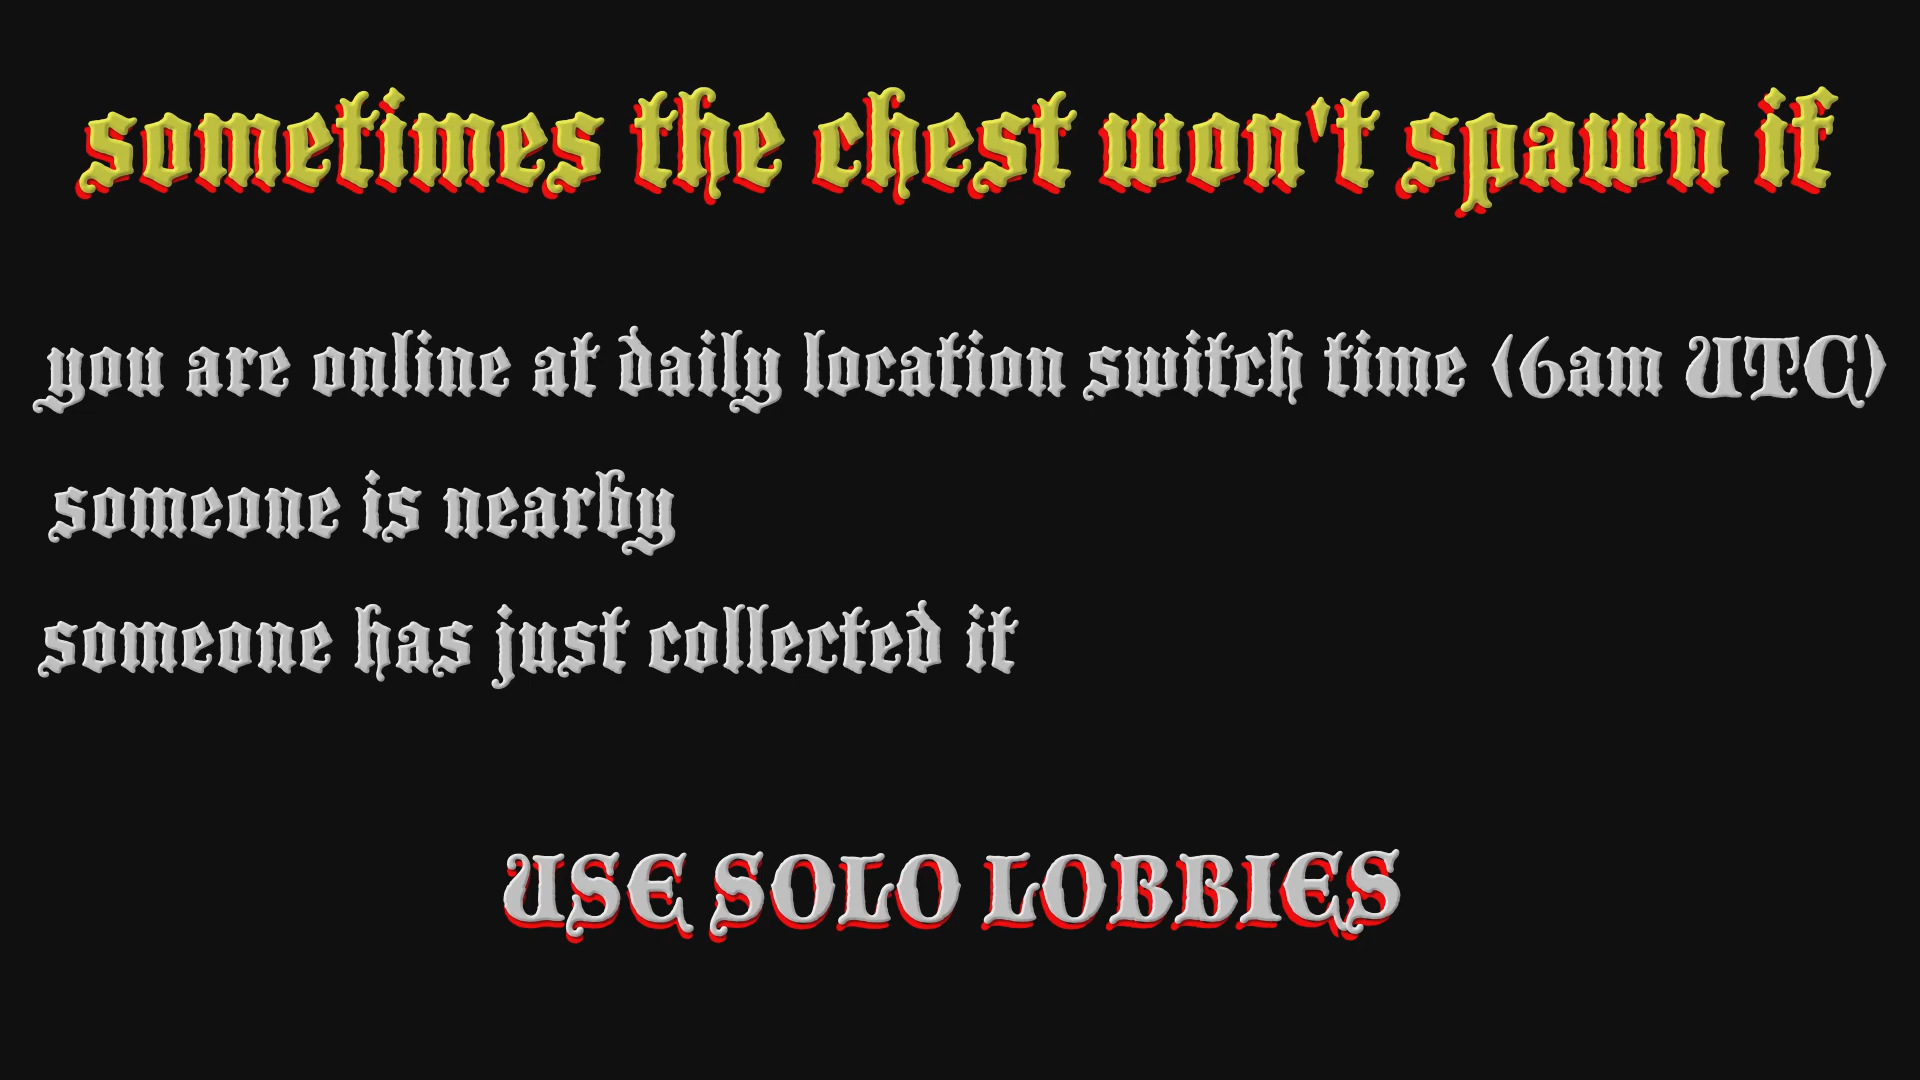 sometimes the chest won't spawn if
you are online at daily location switch time (6am UTC)
someone is nearby
someone has just collected it
USE SOLO LOBBIES